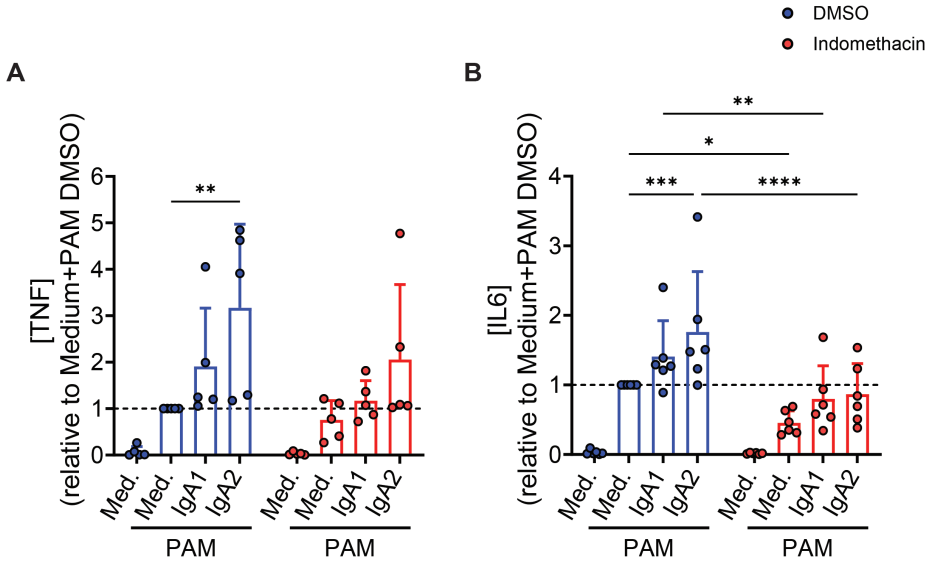 DMSO
Indomethacin
A
[TNF]
(relative to Medium+PAM DMSO)
6
5
4
3
2
1
0
**
Med.
Med.
IgA1
IgA2
Med.
Med.
IgA1
IgA2
PAM
PAM
B
[IL6]
(relative to Medium+PAM DMSO)
4
3
2
1
0
**
*
***
****
Med.
Med.
IgA1
IgA2
Med.
Med.
IgA1
IgA2
PAM
PAM